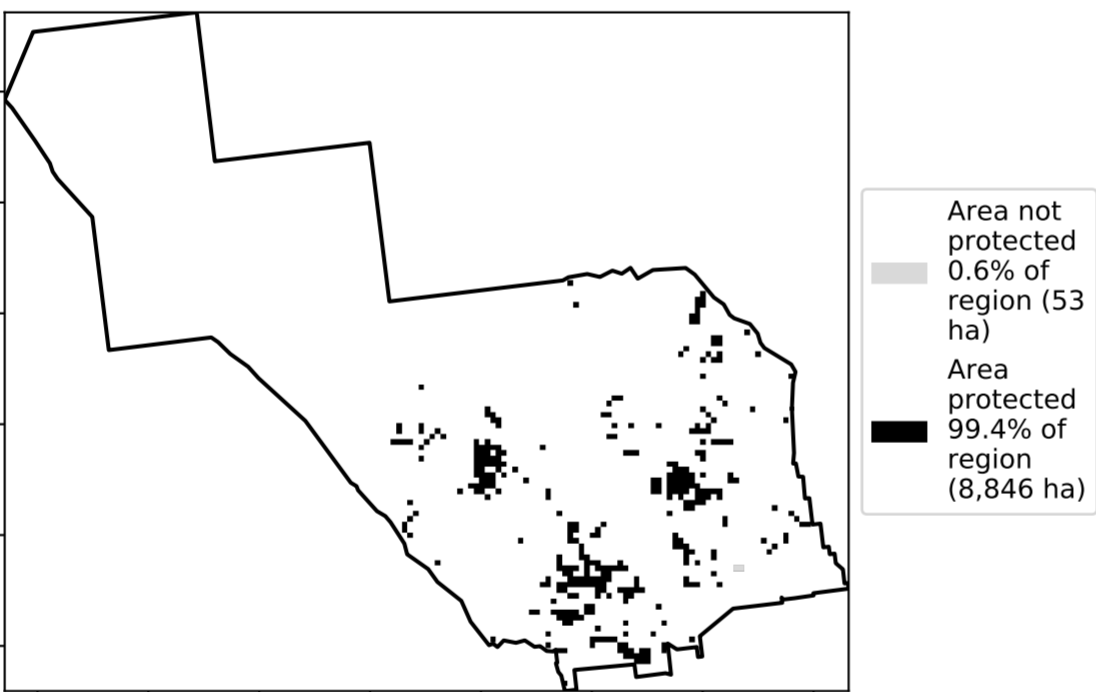 Area not
protected
0.6% of
region (53
ha)
Area
protected
99.4% of
region
(8,846 ha)